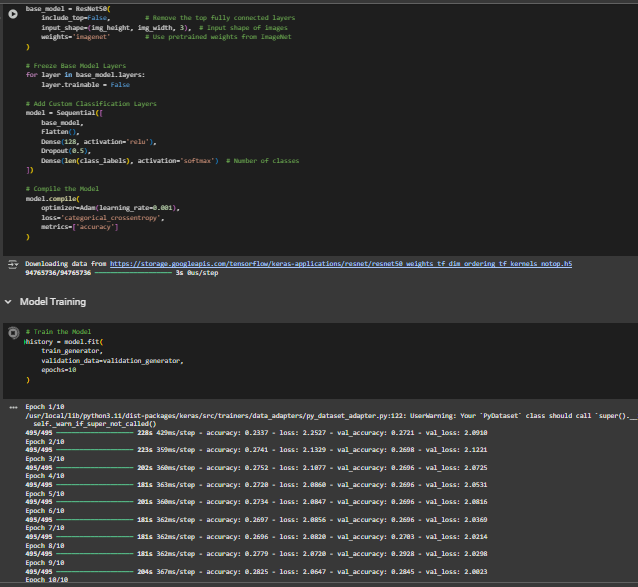 base_model = ResNet50(
include_top=False, # Remove the top fully connected layers
input_shape=(img_height, img_width, 3), # Input shape of images
weights='imagenet' # Use pretrained weights from ImageNet
)
# Freeze Base Model Layers
for layer in base_model.layers:
layer.trainable = False
# Add Custom Classification Layers
model = Sequential([
base_model,
Flatten(),
Dense(128, activation='relu'),
Dropout(0.5),
Dense(len(class_labels), activation='softmax') # Number of classes
])
# Compile the Model
model.compile(
optimizer=Adam(learning_rate=0.001),
loss='categorical_crossentropy',
metrics=['accuracy']
)
Downloading data from https://storage.googleapis.com/tensorflow/keras-applications/resnet/resnet50_weights_tf_dim_ordering_tf_kernels_notop.h5
94765736/94765736 3s 0us/step
Model Training
# Train the Model
history = model.fit(
train_generator,
validation_data=validation_generator,
epochs=10
)
Epoch 1/10
/usr/local/lib/python3.11/dist-packages/keras/src/trainers/data_adapters/py_dataset_adapter.py:122: UserWarning: Your `PyDataset` class should call `super().__
self._warn_if_super_not_called()
495/495 228s 429ms/step - accuracy: 0.2337 - loss: 2.2527 - val_accuracy: 0.2721 - val_loss: 2.0910
Epoch 2/10
495/495 223s 359ms/step - accuracy: 0.2741 - loss: 2.1329 - val_accuracy: 0.2698 - val_loss: 2.1221
Epoch 3/10
495/495 202s 360ms/step - accuracy: 0.2752 - loss: 2.1077 - val_accuracy: 0.2696 - val_loss: 2.0725
Epoch 4/10
495/495 181s 363ms/step - accuracy: 0.2720 - loss: 2.0860 - val_accuracy: 0.2696 - val_loss: 2.0531
Epoch 5/10
495/495 201s 360ms/step - accuracy: 0.2734 - loss: 2.0847 - val_accuracy: 0.2696 - val_loss: 2.0816
Epoch 6/10
495/495 181s 362ms/step - accuracy: 0.2697 - loss: 2.0856 - val_accuracy: 0.2696 - val_loss: 2.0369
Epoch 7/10
495/495 181s 362ms/step - accuracy: 0.2696 - loss: 2.0820 - val_accuracy: 0.2703 - val_loss: 2.0214
Epoch 8/10
495/495 181s 362ms/step - accuracy: 0.2779 - loss: 2.0720 - val_accuracy: 0.2928 - val_loss: 2.0298
Epoch 9/10
495/495 204s 367ms/step - accuracy: 0.2825 - loss: 2.0647 - val_accuracy: 0.2845 - val_loss: 2.0023
Epoch 10/10